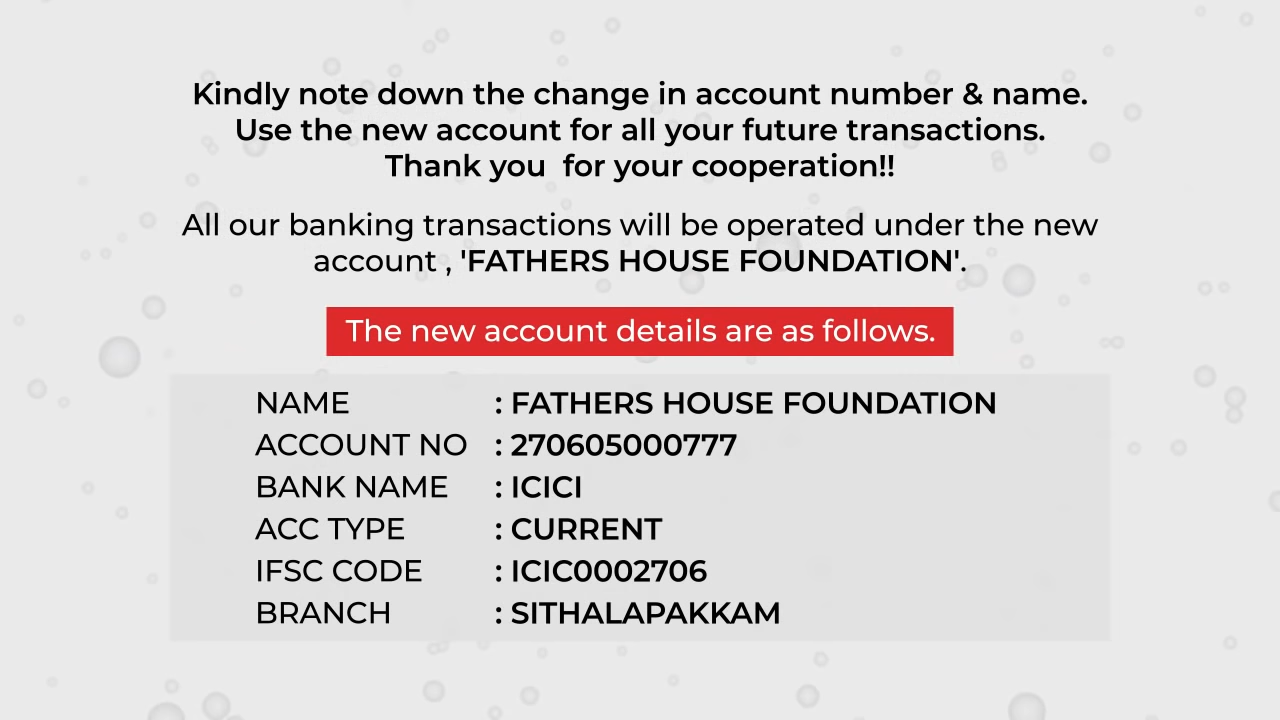 Kindly note down the change in account number & name.
Use the new account for all your future transactions.
Thank you  for your cooperation!!
All our banking transactions will be operated under the new
account , 'FATHERS HOUSE FOUNDATION'.
The new account details are as follows.
NAME : FATHERS HOUSE FOUNDATION
ACCOUNT NO : 270605000777
BANK NAME : ICICI
ACC TYPE : CURRENT
IFSC CODE : ICIC0002706
BRANCH : SITHALAPAKKAM